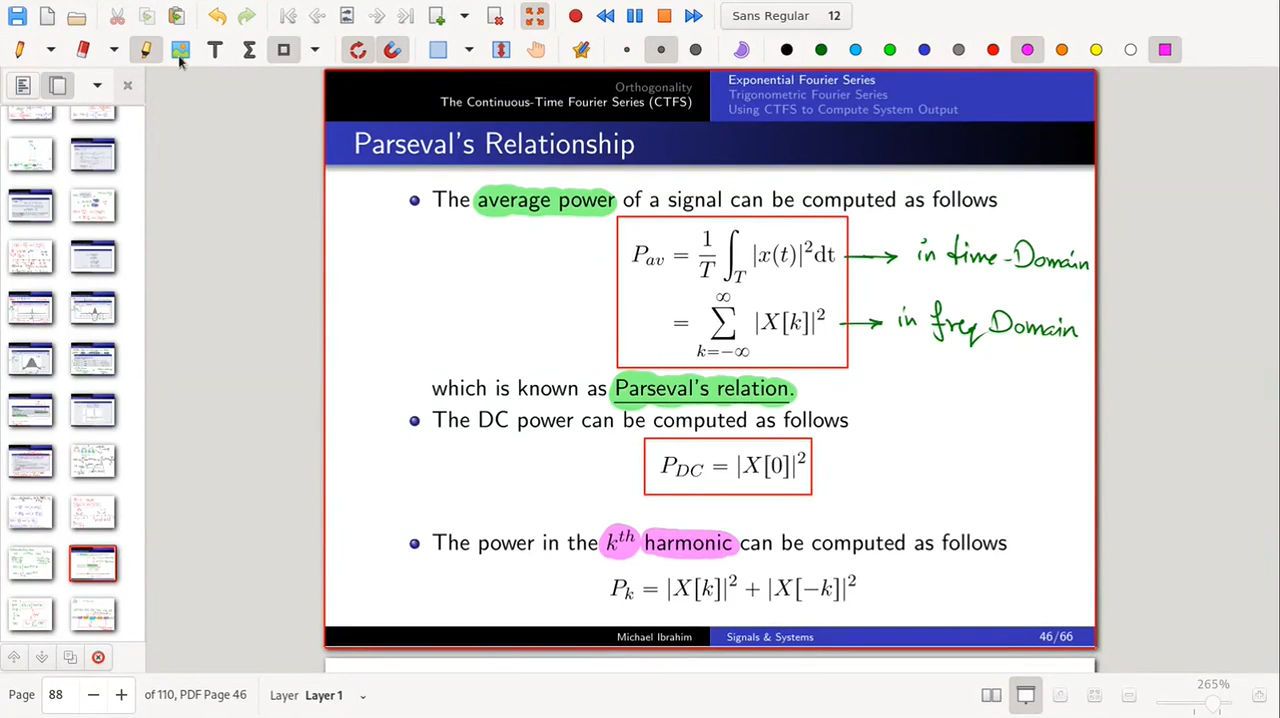 Sans Regular 12
Orthogonality
The Continuous-Time Fourier Series (CTFS)
Exponential Fourier Series
Trigonometric Fourier Series
Using CTFS to Compute System Output
Parseval's Relationship
The average power of a signal can be computed as follows
P_av = 1/T ∫_T |x(t)|²dt → in time-Domain
= ∑_{k=−∞}^{∞} |X[k]|² → in freq Domain
which is known as Parseval's relation.
The DC power can be computed as follows
P_DC = |X[0]|²
The power in the kᵗʰ harmonic can be computed as follows
P_k = |X[k]|² + |X[−k]|²
Michael Ibrahim Signals & Systems 46/66
Page 88 of 110, PDF Page 46 Layer Layer 1 265%